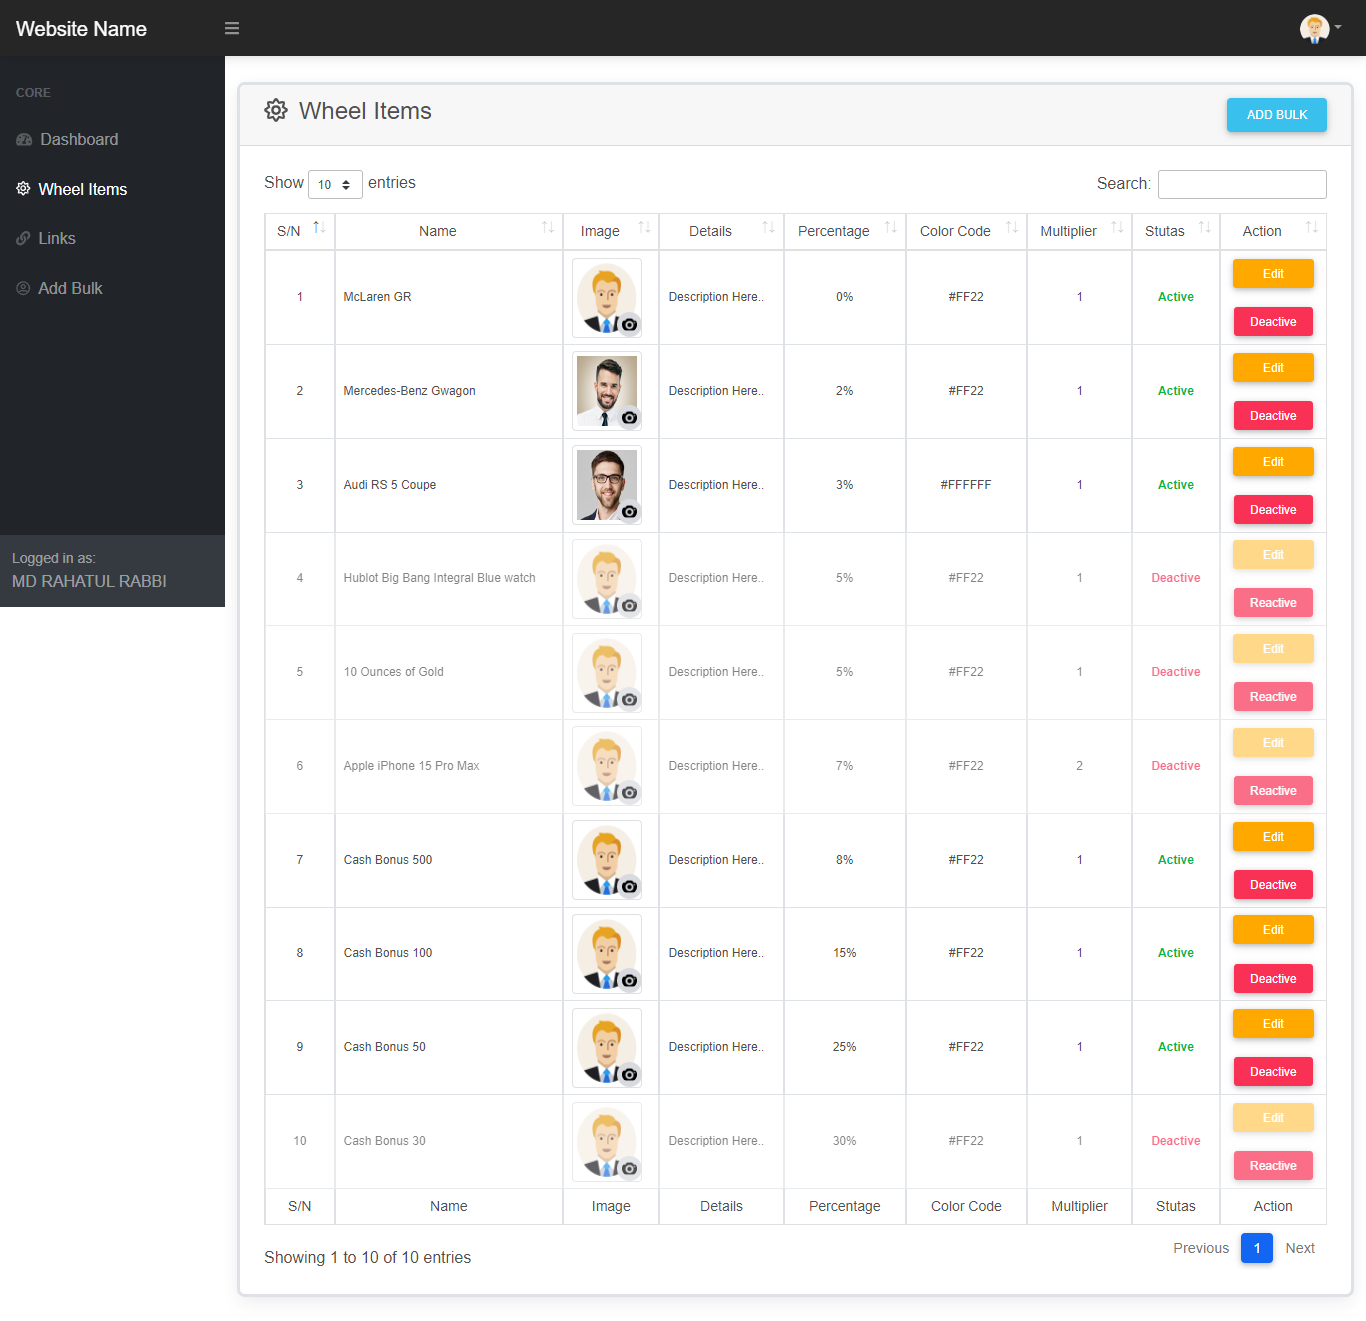 Website Name
CORE
Dashboard
Wheel Items
Links
Add Bulk
Logged in as:
MD RAHATUL RABBI
Wheel Items
ADD BULK
Show 10 entries
Search:
S/N Name Image Details Percentage Color Code Multiplier Stutas Action
1 McLaren GR Description Here.. 0% #FF22 1 Active Edit
Deactive
2 Mercedes-Benz Gwagon Description Here.. 2% #FF22 1 Active Edit
Deactive
3 Audi RS 5 Coupe Description Here.. 3% #FFFFFF 1 Active Edit
Deactive
4 Hublot Big Bang Integral Blue watch Description Here.. 5% #FF22 1 Deactive Edit
Reactive
5 10 Ounces of Gold Description Here.. 5% #FF22 1 Deactive Edit
Reactive
6 Apple iPhone 15 Pro Max Description Here.. 7% #FF22 2 Deactive Edit
Reactive
7 Cash Bonus 500 Description Here.. 8% #FF22 1 Active Edit
Deactive
8 Cash Bonus 100 Description Here.. 15% #FF22 1 Active Edit
Deactive
9 Cash Bonus 50 Description Here.. 25% #FF22 1 Active Edit
Deactive
10 Cash Bonus 30 Description Here.. 30% #FF22 1 Deactive Edit
Reactive
S/N Name Image Details Percentage Color Code Multiplier Stutas Action
Showing 1 to 10 of 10 entries
Previous 1 Next